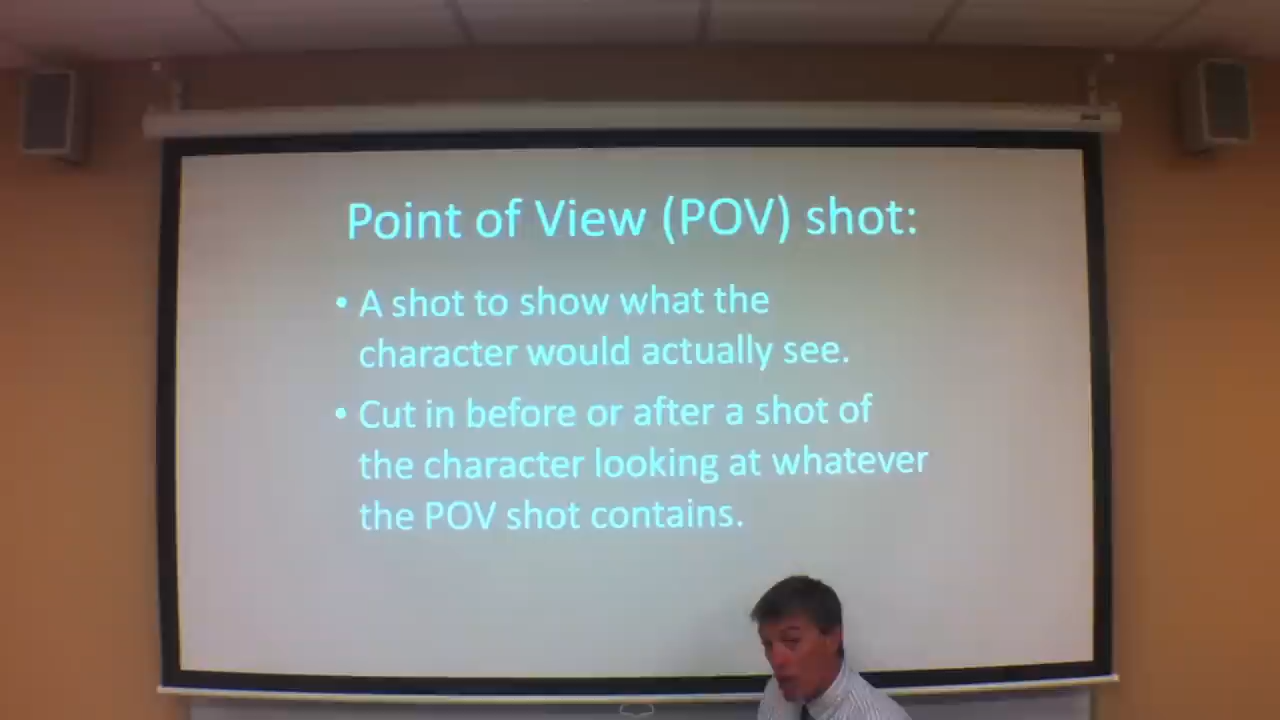 Point of View (POV) shot:
• A shot to show what the
character would actually see.
• Cut in before or after a shot of
the character looking at whatever
the POV shot contains.